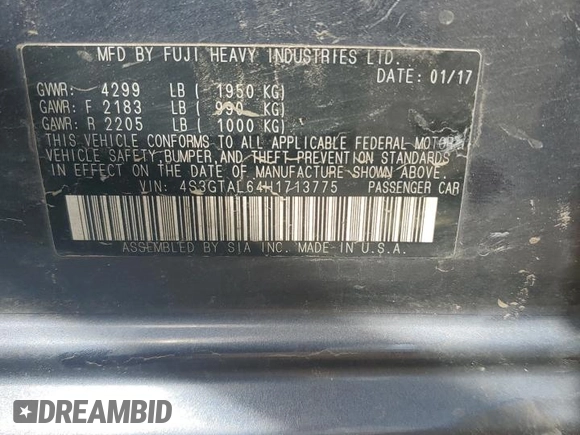 MFD BY FUJI HEAVY INDUSTRIES LTD.
DATE: 01/17
GVWR: 4299 LB ( 1950 KG)
GAWR: F 2183 LB ( 990 KG)
GAWR: R 2205 LB ( 1000 KG)
THIS VEHICLE CONFORMS TO ALL APPLICABLE FEDERAL MOTOR
VEHICLE SAFETY,BUMPER,AND THEFT PREVENTION STANDARDS
IN EFFECT ON THE DATE OF MANUFACTURE SHOWN ABOVE.
VIN: 4S3GTAL64H1713775 PASSENGER CAR
ASSEMBLED BY SIA INC. MADE IN U.S.A.
DREAMBID